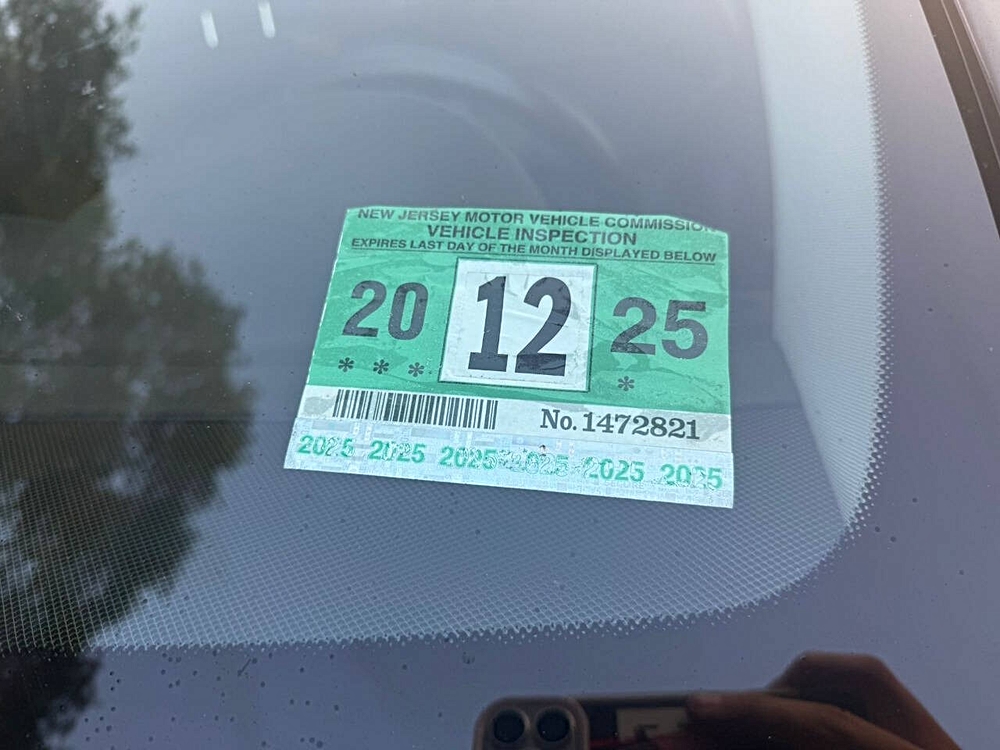 NEW JERSEY MOTOR VEHICLE COMMISSION
VEHICLE INSPECTION
EXPIRES LAST DAY OF THE MONTH DISPLAYED BELOW
20 12 25
* * * *
No. 1472821
2025 2025 2025 2025 2025 2025